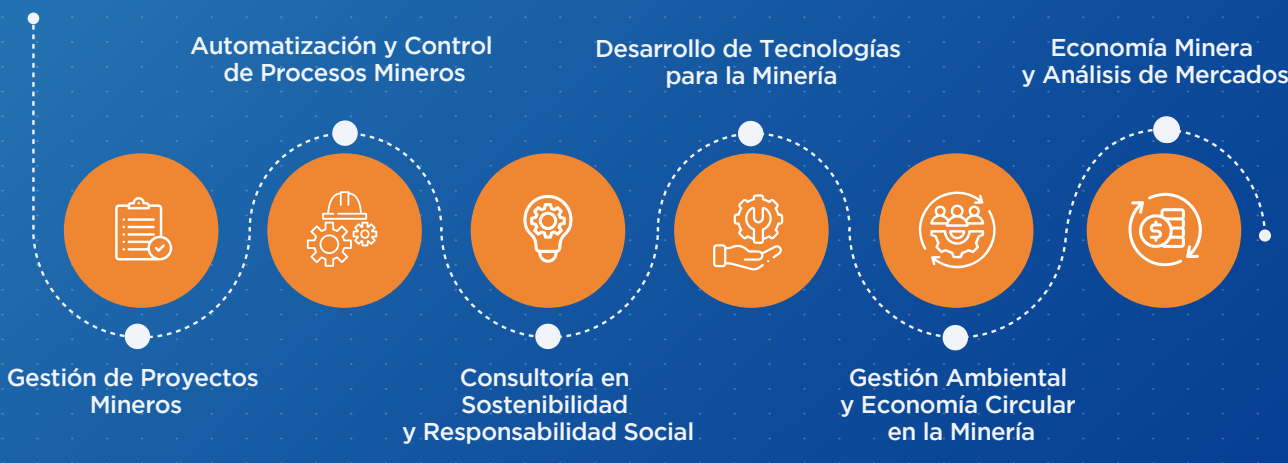 Automatización y Control
de Procesos Mineros
Desarrollo de Tecnologías
para la Minería
Economía Minera
y Análisis de Mercados
Gestión de Proyectos
Mineros
Consultoría en
Sostenibilidad
y Responsabilidad Social
Gestión Ambiental
y Economía Circular
en la Minería